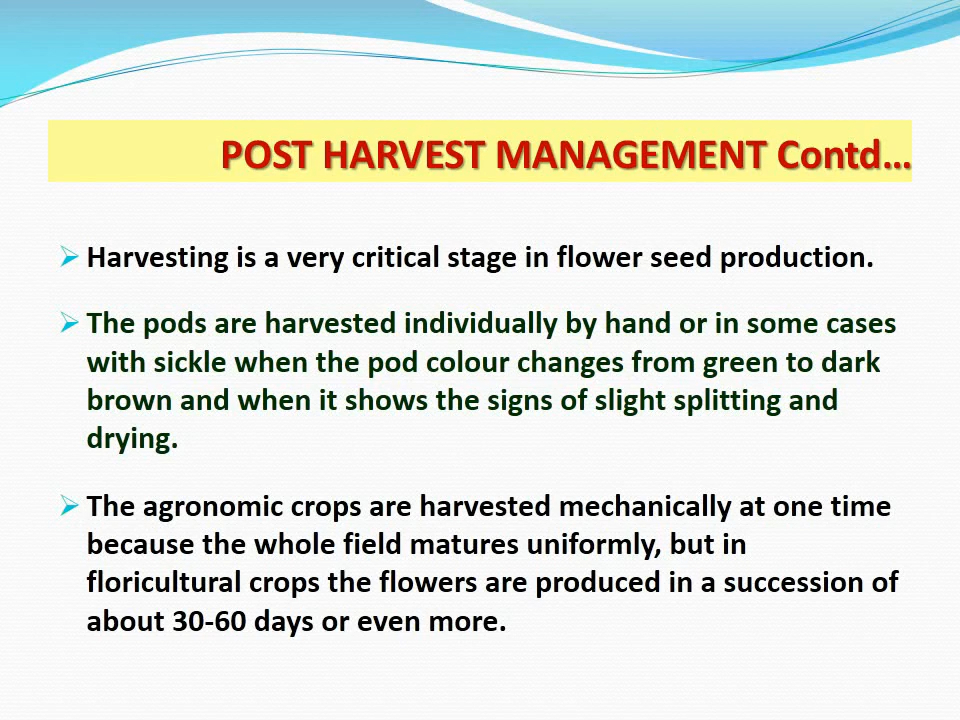 POST HARVEST MANAGEMENT Contd...
Harvesting is a very critical stage in flower seed production.
The pods are harvested individually by hand or in some cases
with sickle when the pod colour changes from green to dark
brown and when it shows the signs of slight splitting and
drying.
The agronomic crops are harvested mechanically at one time
because the whole field matures uniformly, but in
floricultural crops the flowers are produced in a succession of
about 30-60 days or even more.